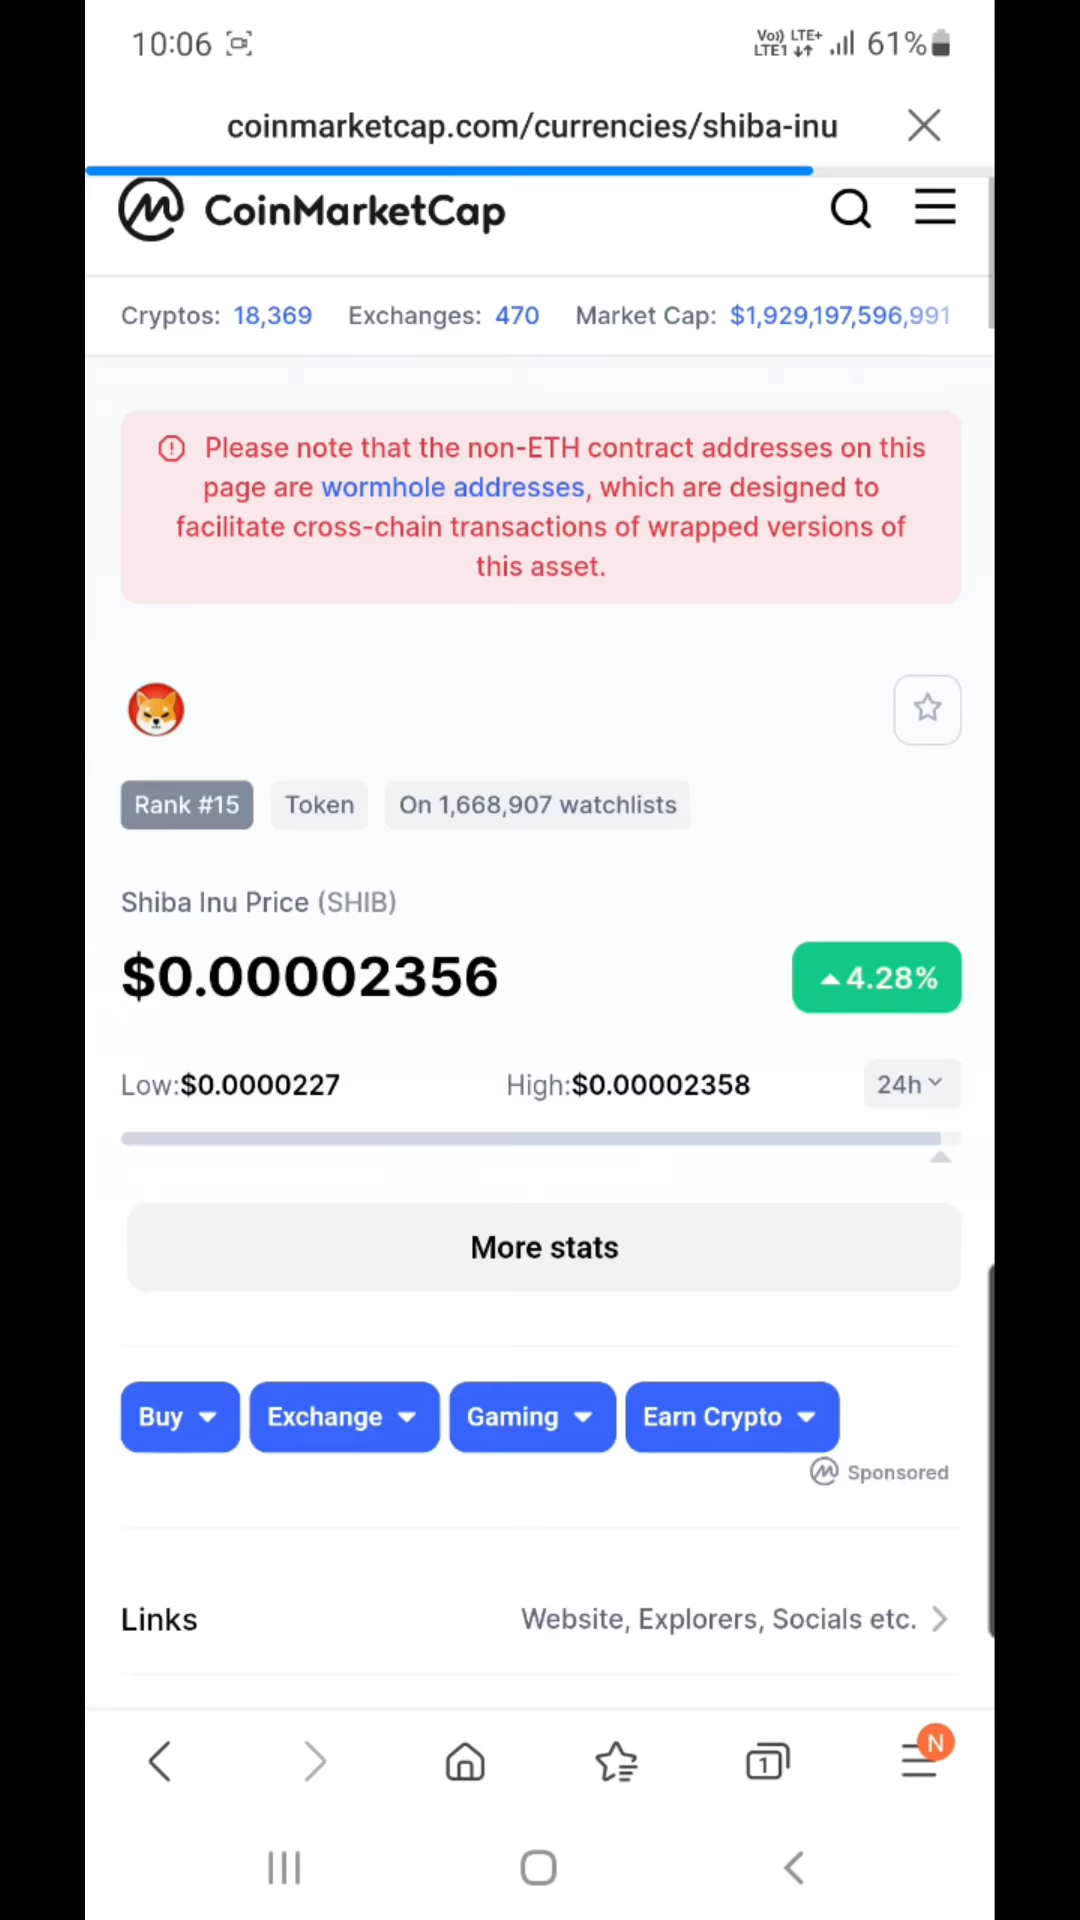 10:06
Vo)) LTE+
LTE1
61%
coinmarketcap.com/currencies/shiba-inu
CoinMarketCap
Cryptos: 18,369 Exchanges: 470 Market Cap: $1,929,197,596,991
Please note that the non-ETH contract addresses on this
page are wormhole addresses, which are designed to
facilitate cross-chain transactions of wrapped versions of
this asset.
Rank #15 Token On 1,668,907 watchlists
Shiba Inu Price (SHIB)
$0.00002356 4.28%
Low:$0.0000227 High:$0.00002358 24h
More stats
Buy Exchange Gaming Earn Crypto
Sponsored
Links Website, Explorers, Socials etc.
1 N